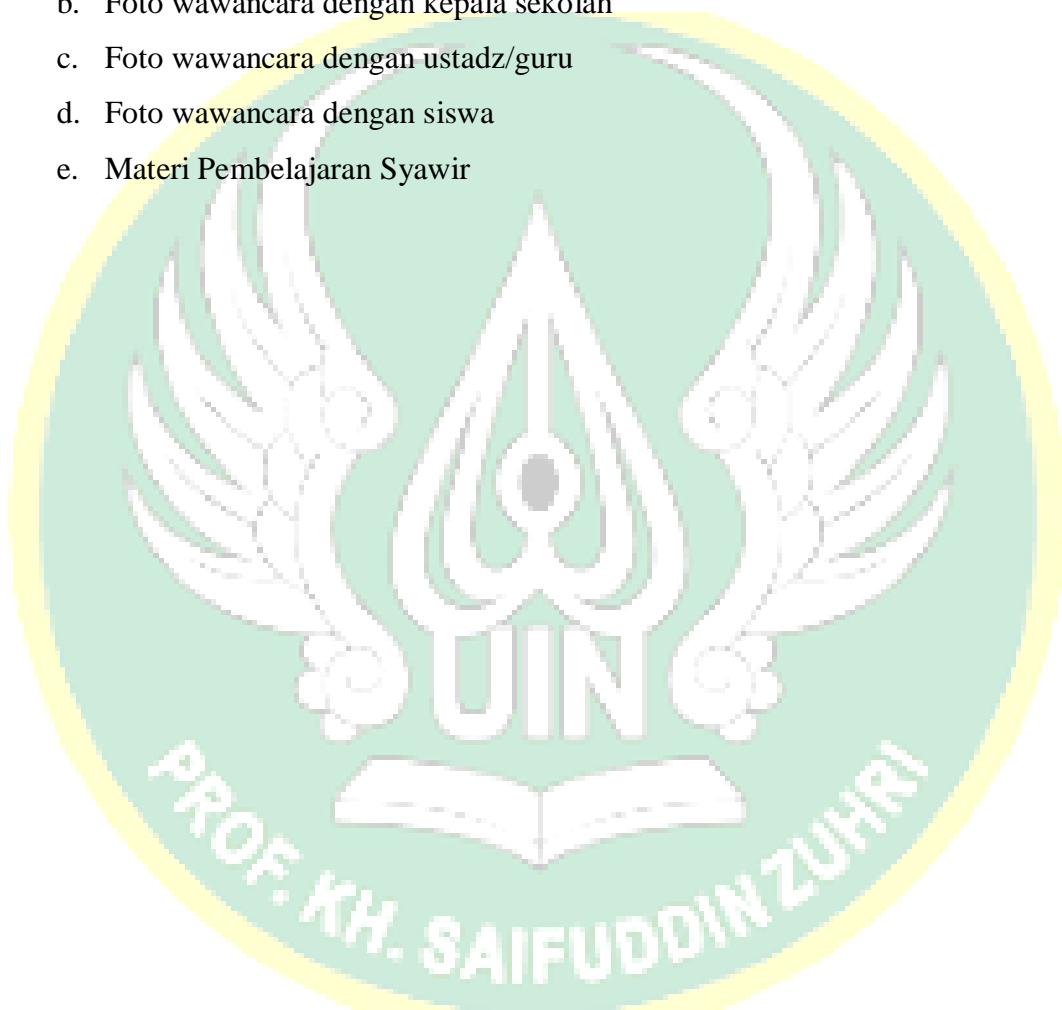 b. Foto wawancara dengan kepala sekolah
c. Foto wawancara dengan ustadz/guru
d. Foto wawancara dengan siswa
e. Materi Pembelajaran Syawir
UIN
PROF. KH. SAIFUDDIN ZUHRI